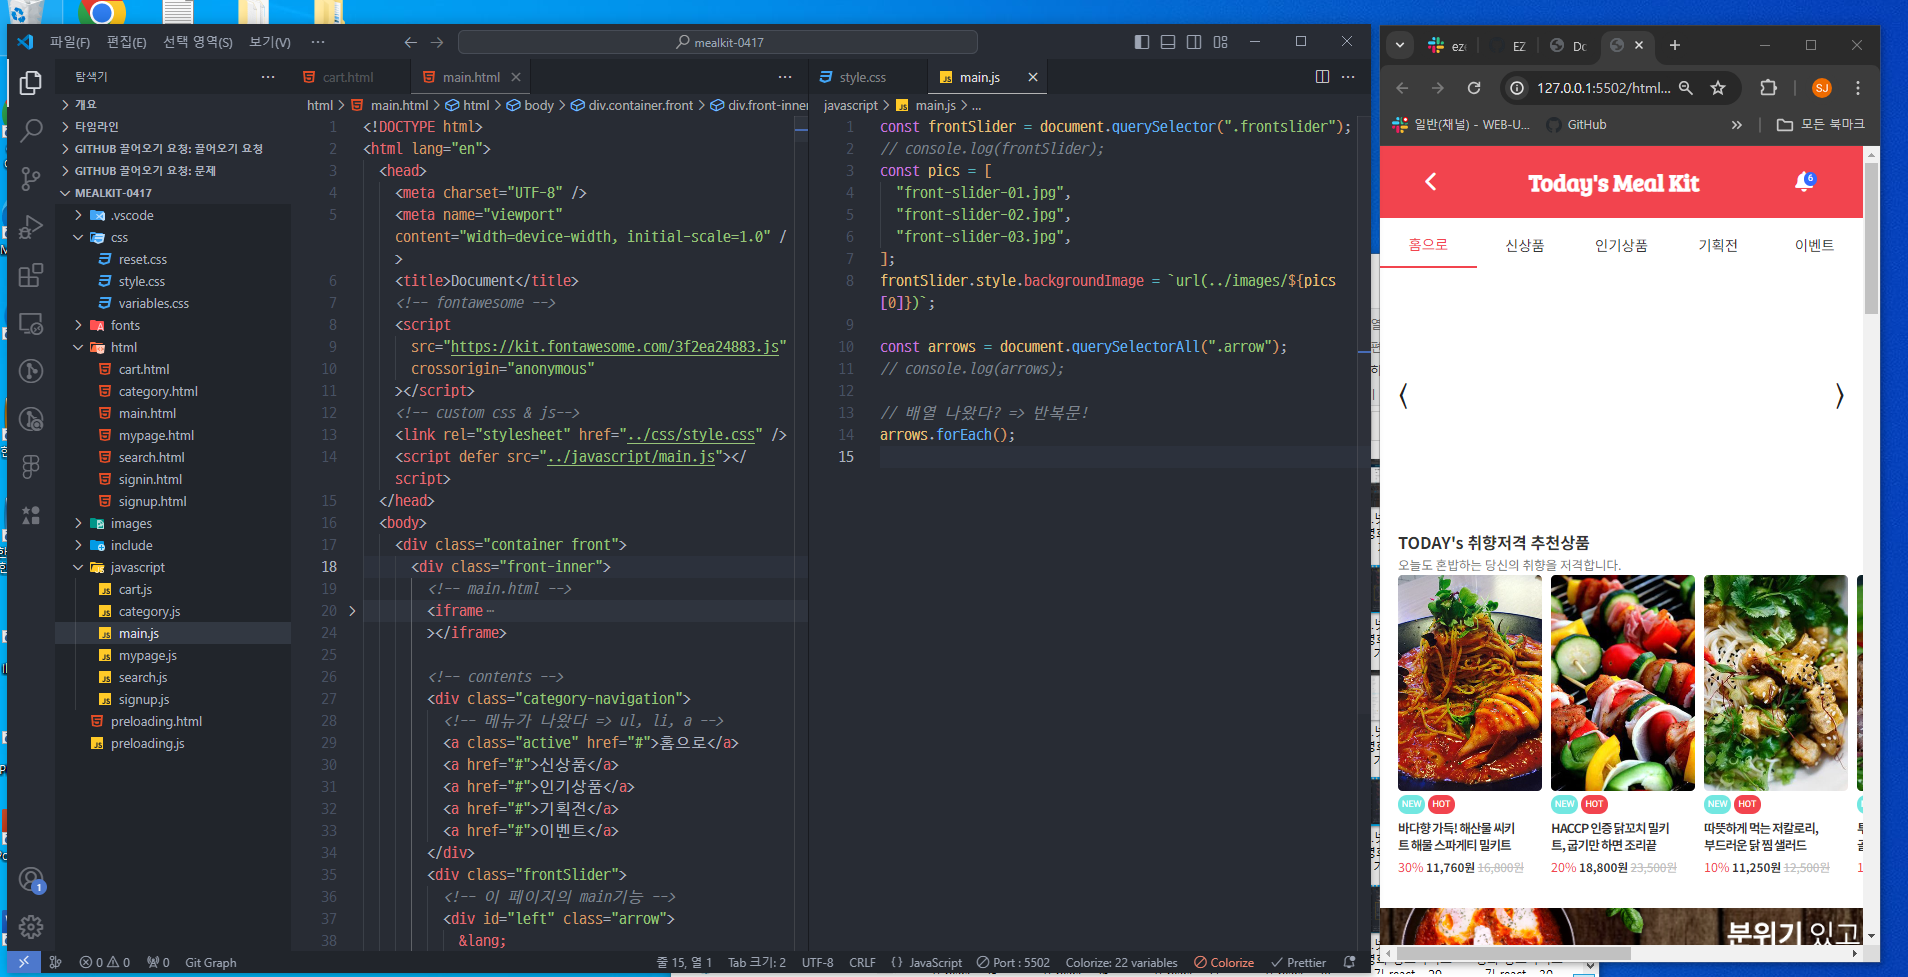 파일(F) 편집(E) 선택 영역(S) 보기(V) ···
mealkit-0417
탐색기
개요
타임라인
GITHUB 끌어오기 요청: 끌어오기 요청
GITHUB 끌어오기 요청: 문제
MEALKIT-0417
.vscode
css
reset.css
style.css
variables.css
fonts
html
cart.html
category.html
main.html
mypage.html
search.html
signin.html
signup.html
images
include
javascript
cart.js
category.js
main.js
mypage.js
search.js
signup.js
preloading.html
preloading.js
1
cart.html
main.html
html > main.html > html > body > div.container.front > div.front-inner
1 <!DOCTYPE html>
2 <html lang="en">
3 <head>
4 <meta charset="UTF-8" />
5 <meta name="viewport"
content="width=device-width, initial-scale=1.0" /
>
6 <title>Document</title>
7 <!-- fontawesome -->
8 <script
9 src="https://kit.fontawesome.com/3f2ea24883.js"
10 crossorigin="anonymous"
11 ></script>
12 <!-- custom css & js-->
13 <link rel="stylesheet" href="../css/style.css" />
14 <script defer src="../javascript/main.js"></
script>
15 </head>
16 <body>
17 <div class="container front">
18 <div class="front-inner">
19 <!-- main.html -->
20 <iframe ···
24 ></iframe>
25
26 <!-- contents -->
27 <div class="category-navigation">
28 <!-- 메뉴가 나왔다 => ul, li, a -->
29 <a class="active" href="#">홈으로</a>
30 <a href="#">신상품</a>
31 <a href="#">인기상품</a>
32 <a href="#">기획전</a>
33 <a href="#">이벤트</a>
34 </div>
35 <div class="frontSlider">
36 <!-- 이 페이지의 main기능 -->
37 <div id="left" class="arrow">
38 &lang;
style.css
main.js
javascript > main.js > ...
1 const frontSlider = document.querySelector(".frontslider");
2 // console.log(frontSlider);
3 const pics = [
4 "front-slider-01.jpg",
5 "front-slider-02.jpg",
6 "front-slider-03.jpg",
7 ];
8 frontSlider.style.backgroundImage = `url(../images/${pics
[0]})`;
9
10 const arrows = document.querySelectorAll(".arrow");
11 // console.log(arrows);
12
13 // 배열 나왔다? => 반복문!
14 arrows.forEach();
15
0 0 0 Git Graph
줄 15, 열 1 Tab 크기: 2 UTF-8 CRLF {} JavaScript Port : 5502 Colorize: 22 variables Colorize Prettier
EZ
127.0.0.1:5502/html...
SJ
일반(채널) - WEB-U... GitHub » 모든 북마크
Today's Meal Kit
6
홈으로 신상품 인기상품 기획전 이벤트
⟨ ⟩
TODAY's 취향저격 추천상품
오늘도 혼밥하는 당신의 취향을 저격합니다.
NEW HOT
바다향 가득! 해산물 씨키
트 해물 스파게티 밀키트
30% 11,760원 16,800원
NEW HOT
HACCP 인증 닭꼬치 밀키
트, 굽기만 하면 조리끝
20% 18,800원 23,500원
NEW HOT
따뜻하게 먹는 저칼로리,
부드러운 닭 찜 샐러드
10% 11,250원 12,500원
분위기 있고